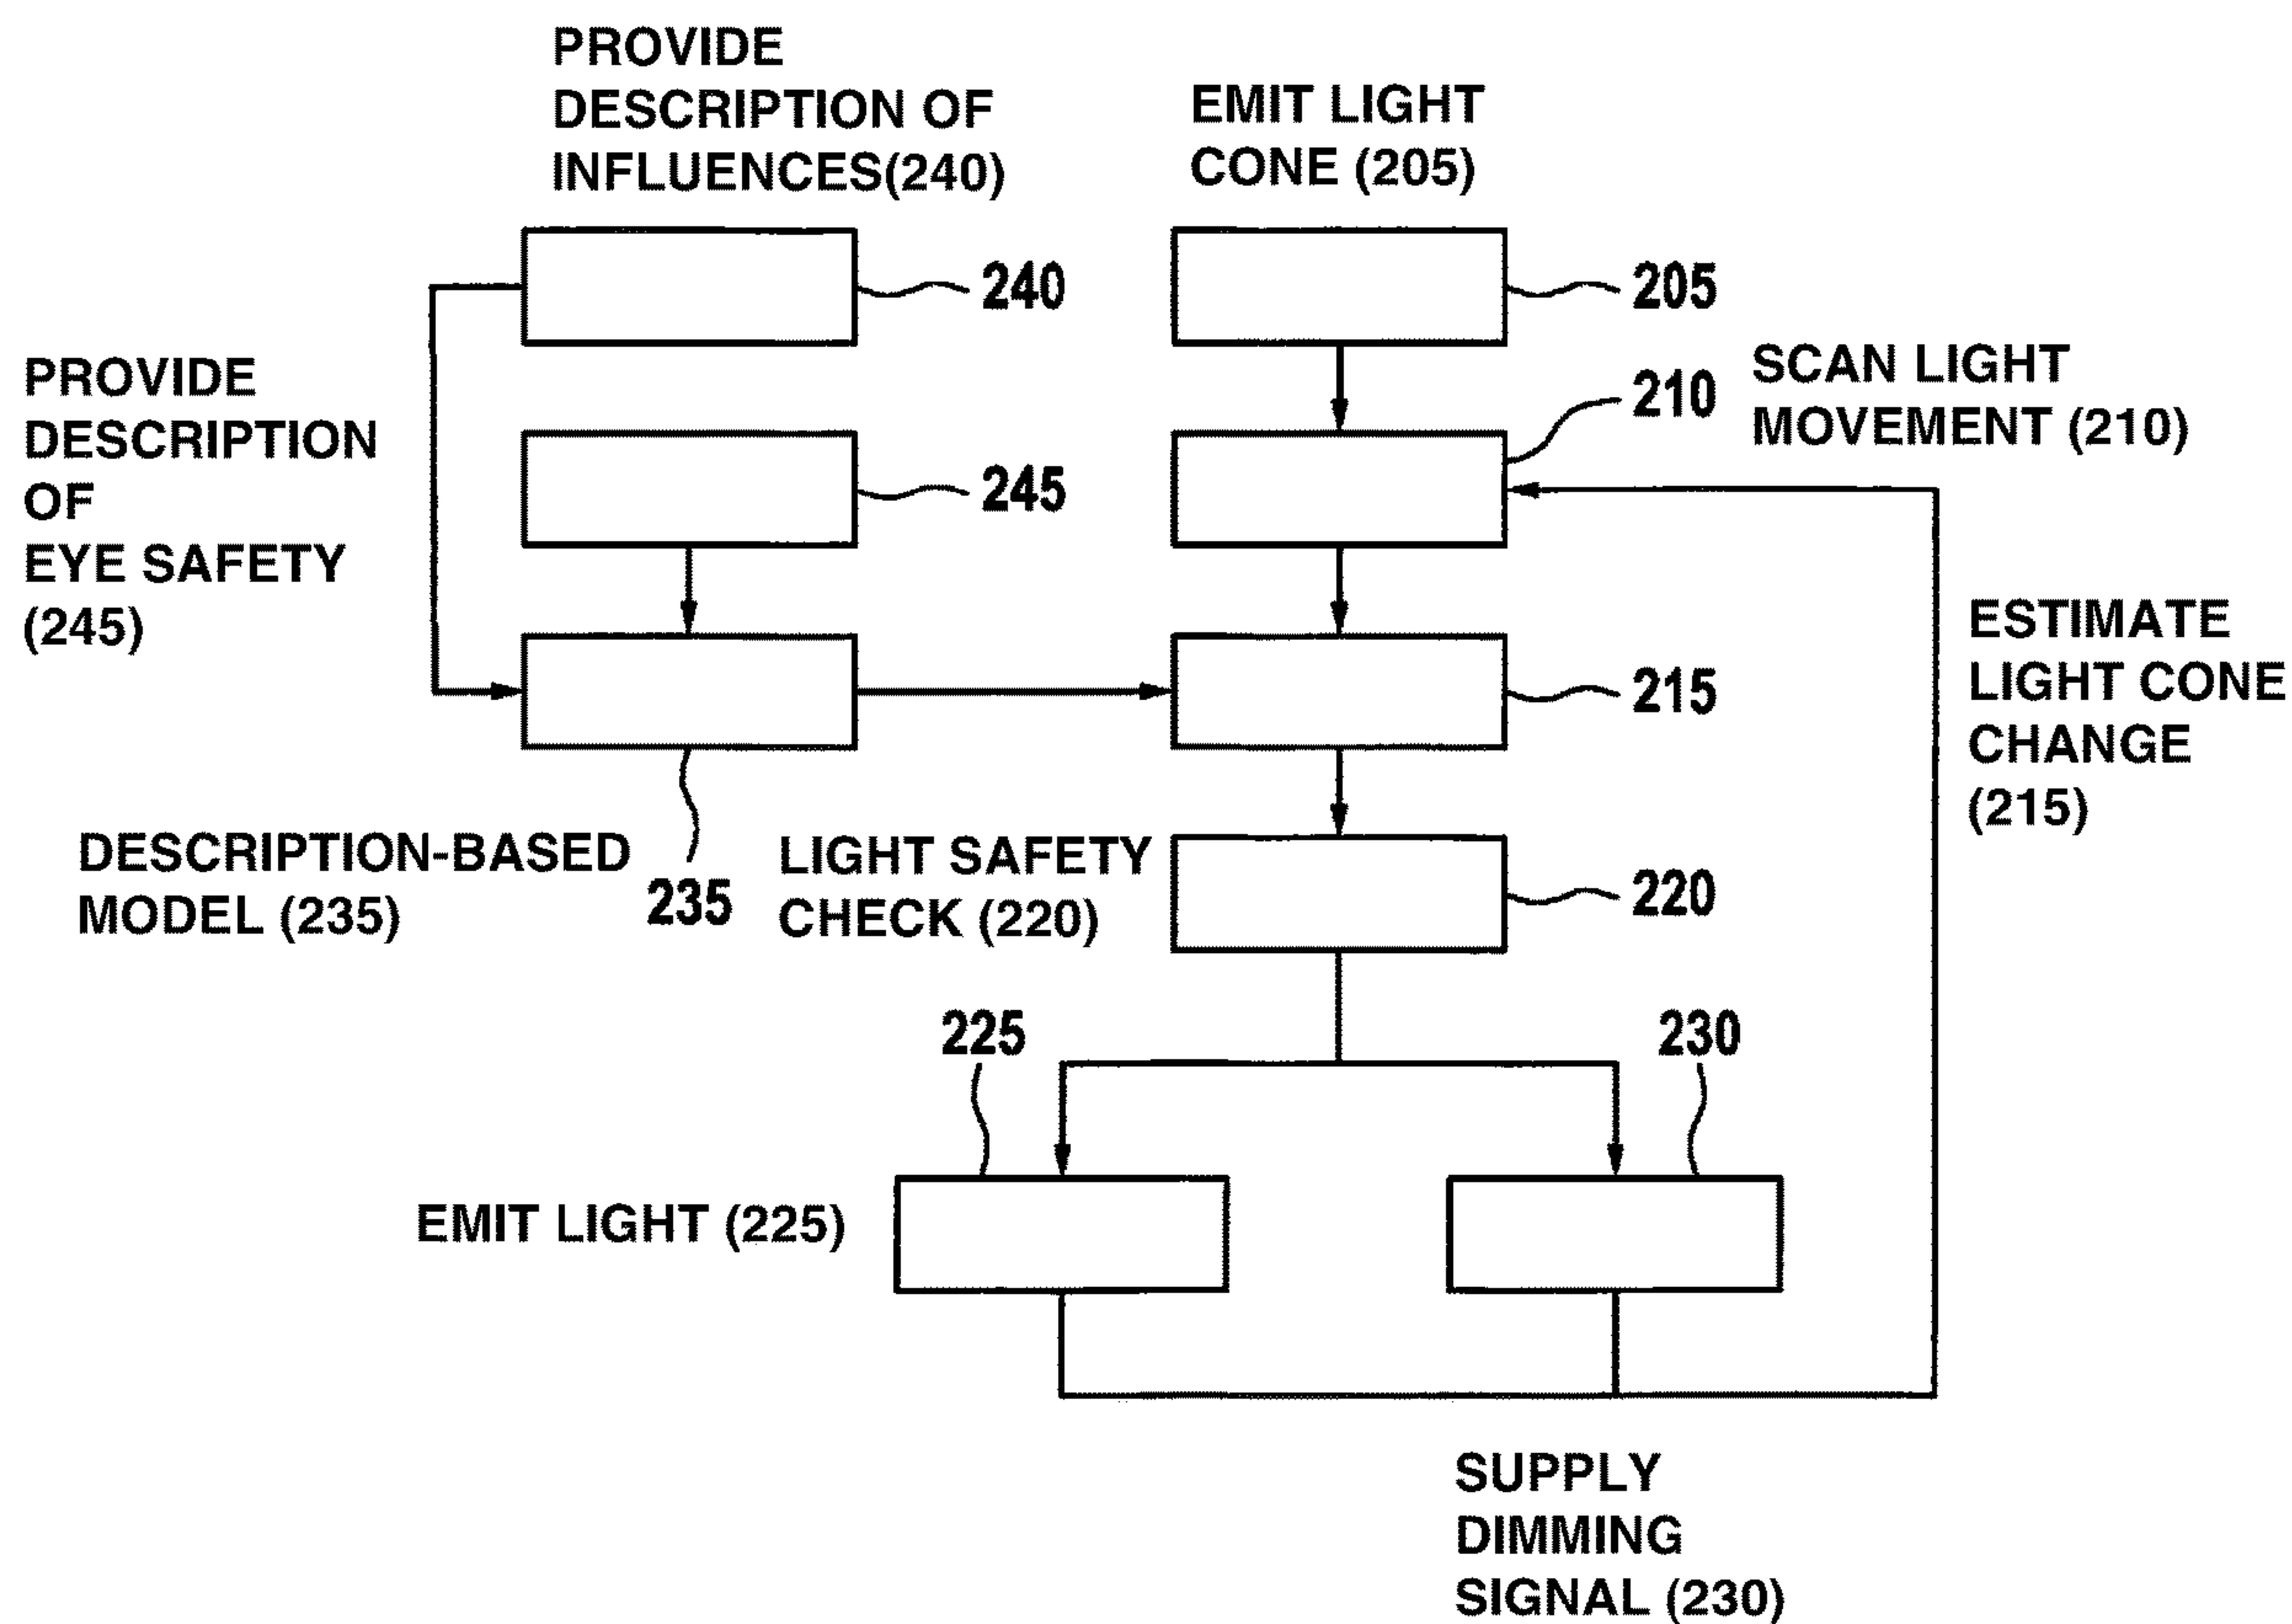 PROVIDE
DESCRIPTION OF
INFLUENCES(240)
EMIT LIGHT
CONE (205)
240
205
PROVIDE
DESCRIPTION
OF
EYE SAFETY
(245)
210
SCAN LIGHT
MOVEMENT (210)
245
215
ESTIMATE
LIGHT CONE
CHANGE
(215)
DESCRIPTION-BASED
MODEL (235)
235
LIGHT SAFETY
CHECK (220)
220
225
230
EMIT LIGHT (225)
SUPPLY
DIMMING
SIGNAL (230)